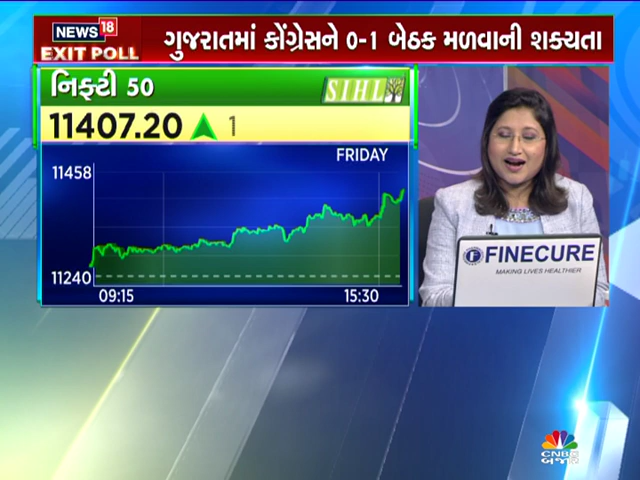 NEWS 18
EXIT POLL
ગુજરાતમાં કોંગ્રેસને 0-1 બેઠક મળવાની શક્યતા
નિફ્ટી 50
SIHL
11407.20 1
FRIDAY
11458
11240
09:15 15:30
F FINECURE
MAKING LIVES HEALTHIER
CNBC
બજાર